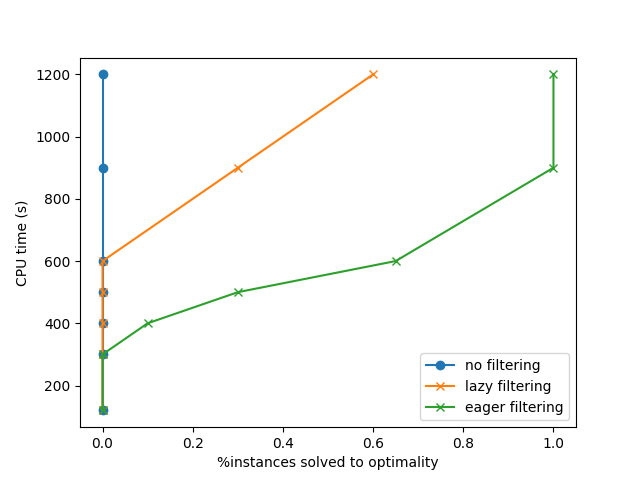 1200
1000
800
600
400
200
CPU time (s)
0.0 0.2 0.4 0.6 0.8 1.0
%instances solved to optimality
no filtering
lazy filtering
eager filtering